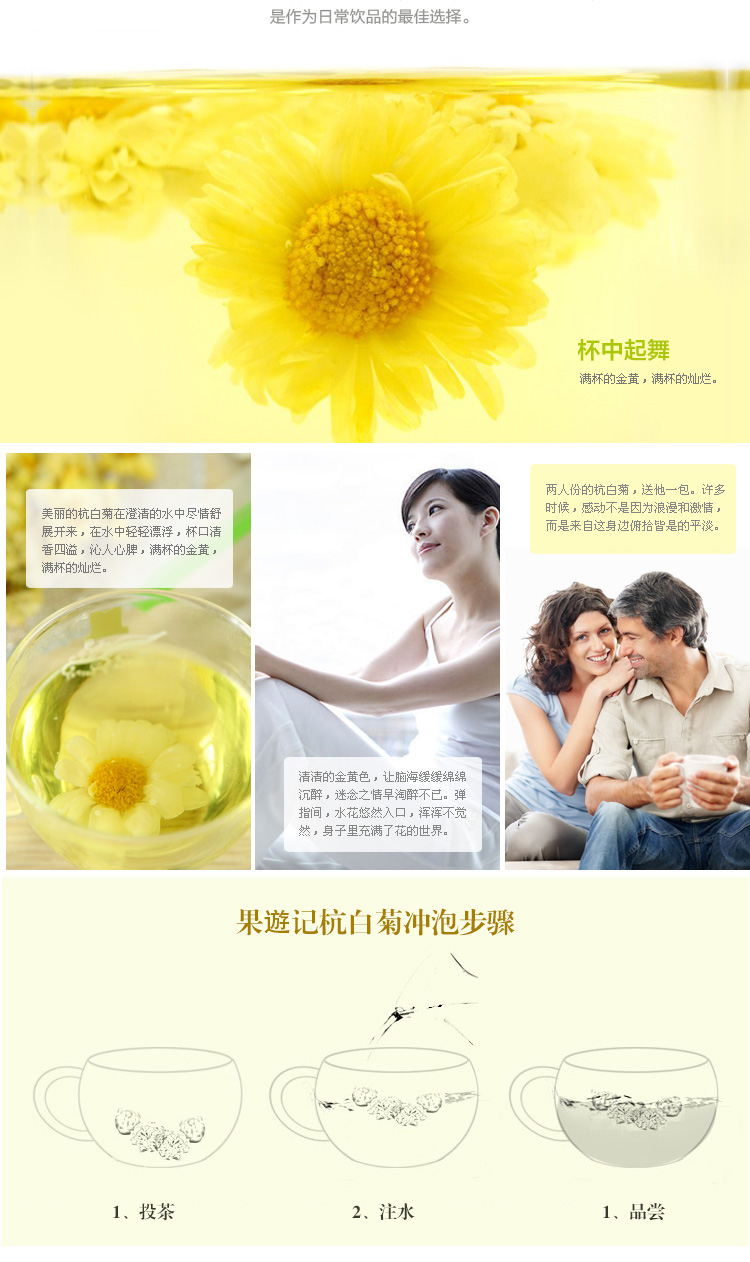 是作为日常饮品的最佳选择。
杯中起舞
满杯的金黄，满杯的灿烂。
美丽的杭白菊在澄清的水中尽情舒
展开来，在水中轻轻漂浮，杯口清
香四溢，沁人心脾，满杯的金黄，
满杯的灿烂。
清清的金黄色，让脑海缓缓绵绵
沉醉，迷恋之情早淘醉不已。弹
指间，水花悠然入口，浑浑不觉
然，身子里充满了花的世界。
两人份的杭白菊，送他一包。许多
时候，感动不是因为浪漫和激情，
而是来自这身边俯拾皆是的平淡。
果遊记杭白菊冲泡步骤
1、投茶
2、注水
1、品尝